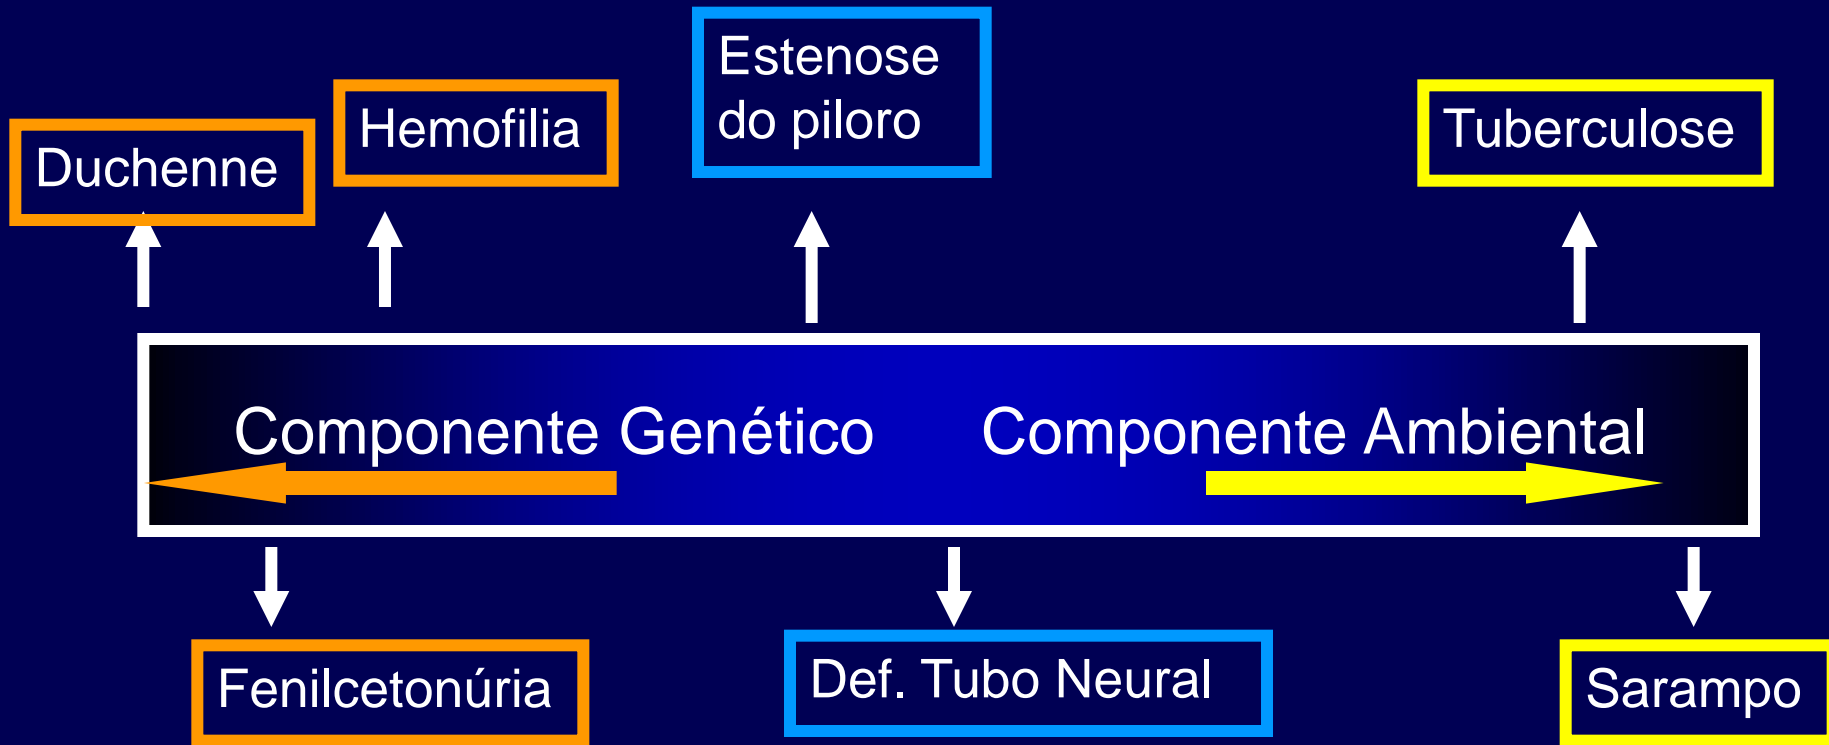 Estenose
do piloro
Hemofilia
Tuberculose
Duchenne
Componente Genético
Componente Ambiental
Fenilcetonúria
Def. Tubo Neural
Sarampo